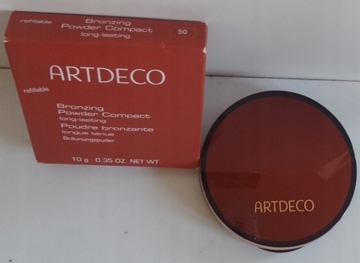 refillable
Bronzing
Powder Compact
long-lasting
50
ARTDECO
refillable
Bronzing
Powder Compact
long-lasting
Poudre bronzante
longue tenue
Bräunungspuder
10 g · 0.35 OZ. NET WT
ARTDECO